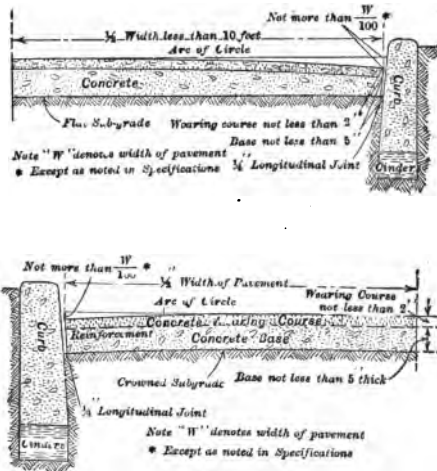 Not more than W/100 *
½ Width less than 10 feet
Arc of Circle
Concrete
Curb
Flat Sub-grade
Wearing course not less than 2"
Base not less than 5"
Note "W" denotes width of pavement
¼" Longitudinal Joint
* Except as noted in Specifications
Cinders
Not more than W/100 *
½ Width of Pavement
Arc of Circle
Wearing Course
not less than 2"
Curb
Concrete Wearing Course
Reinforcement
Concrete Base
Crowned Subgrade
Base not less than 5" thick
¼" Longitudinal Joint
Note "W" denotes width of pavement
Cinders
* Except as noted in Specifications